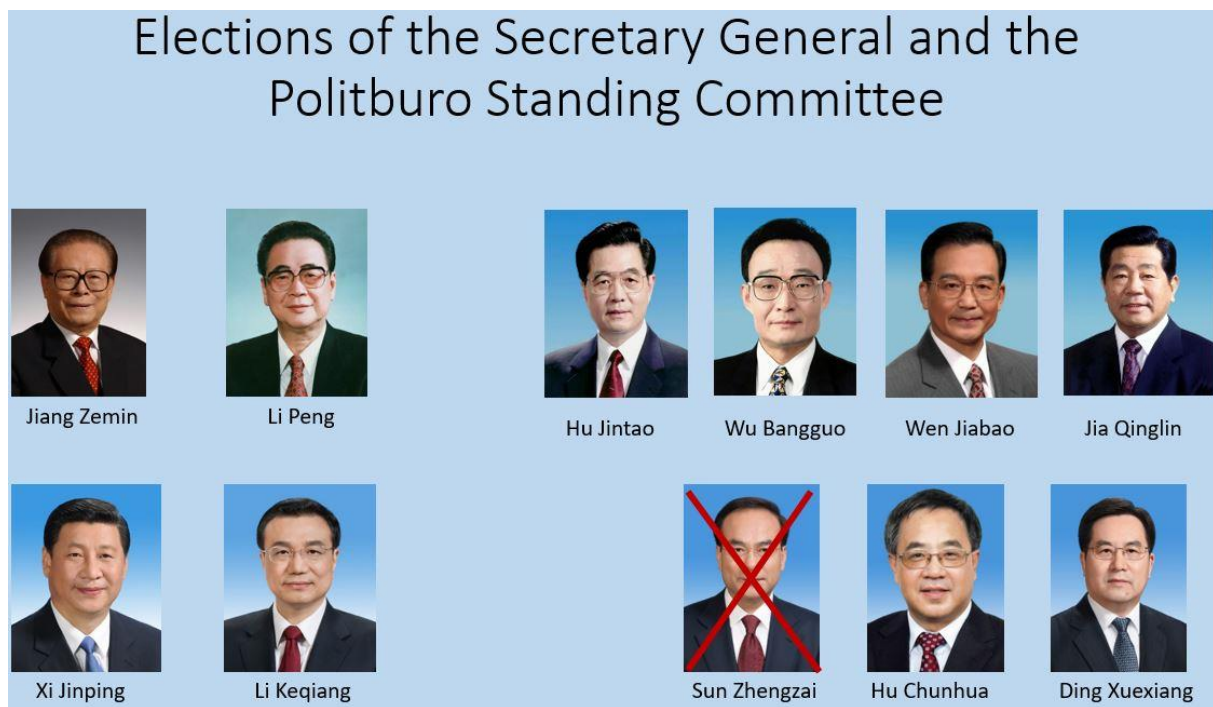 Elections of the Secretary General and the
Politburo Standing Committee
Jiang Zemin
Li Peng
Hu Jintao
Wu Bangguo
Wen Jiabao
Jia Qinglin
Xi Jinping
Li Keqiang
Sun Zhengzai
Hu Chunhua
Ding Xuexiang